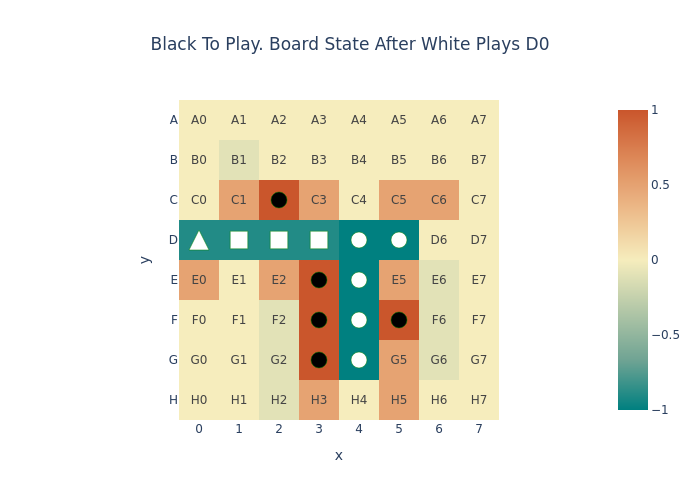 Black To Play. Board State After White Plays D0
A A0 A1 A2 A3 A4 A5 A6 A7
B B0 B1 B2 B3 B4 B5 B6 B7
C C0 C1 C3 C4 C5 C6 C7
D D6 D7
E E0 E1 E2 E5 E6 E7
F F0 F1 F2 F6 F7
G G0 G1 G2 G5 G6 G7
H H0 H1 H2 H3 H4 H5 H6 H7
0 1 2 3 4 5 6 7
x
y
1
0.5
0
−0.5
−1